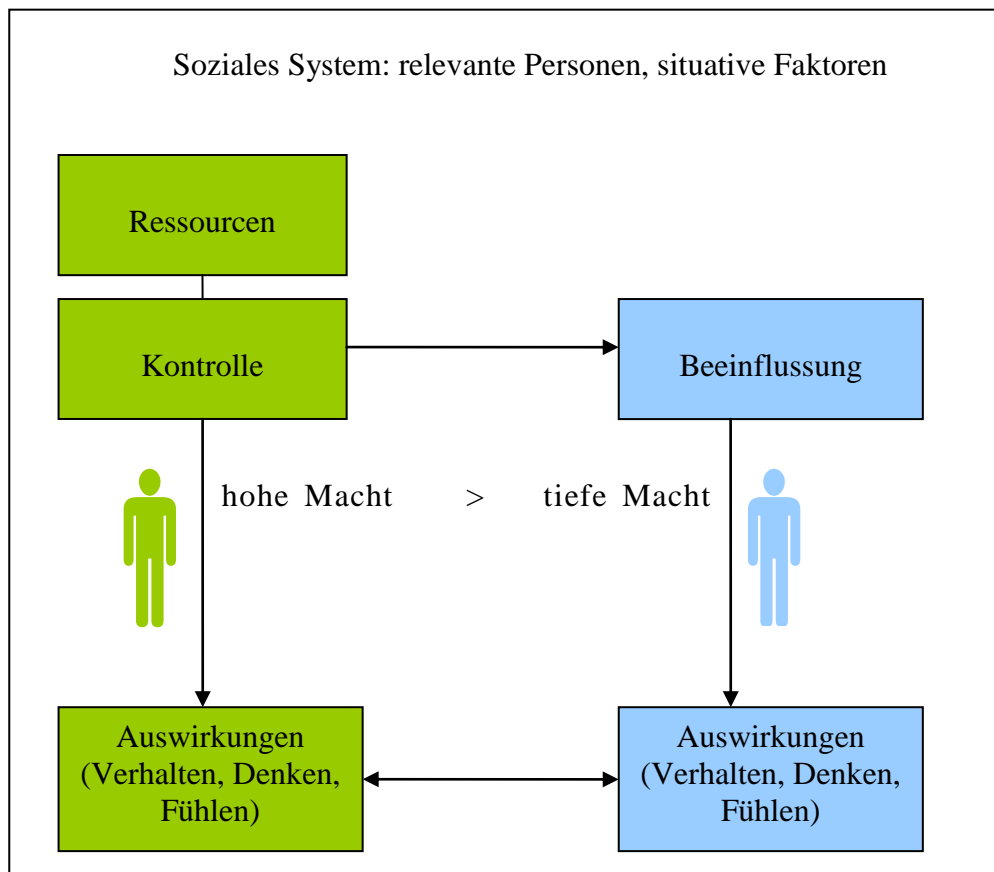 Soziales System: relevante Personen, situative Faktoren
Ressourcen
Kontrolle
Beeinflussung
hohe Macht > tiefe Macht
Auswirkungen
(Verhalten, Denken,
Fühlen)
Auswirkungen
(Verhalten, Denken,
Fühlen)